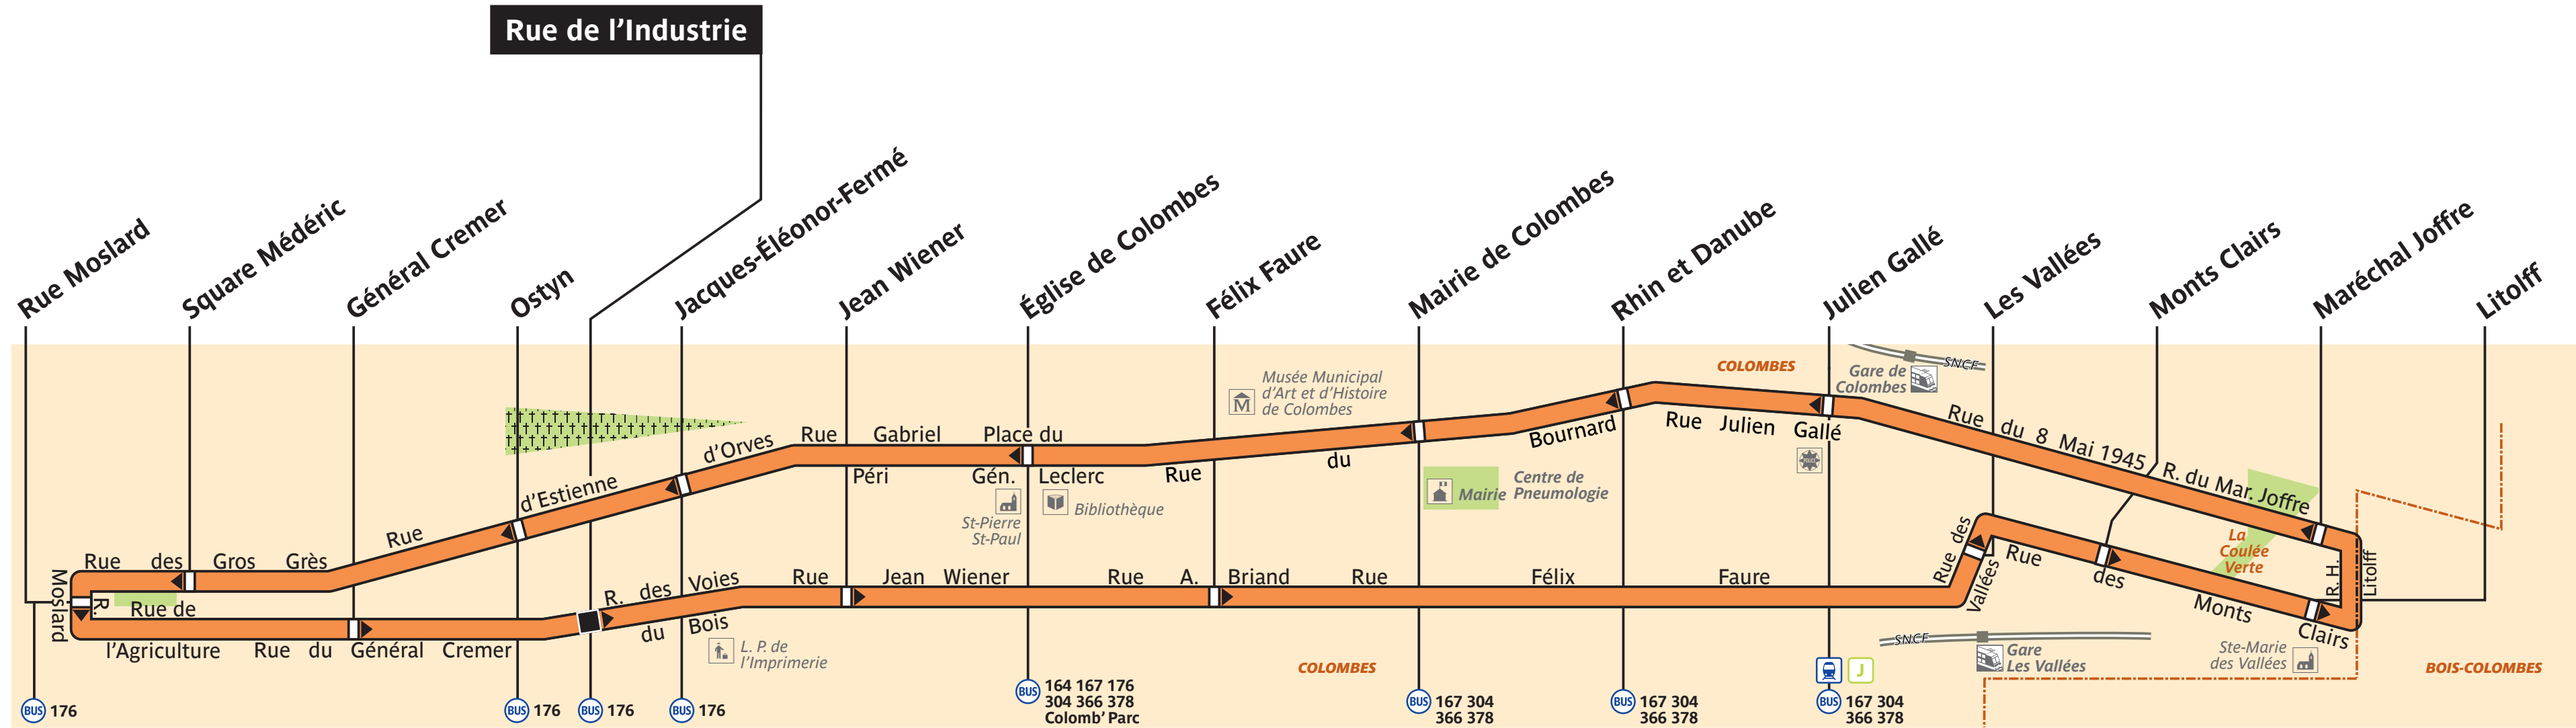 Rue de l'Industrie
Rue Moslard
Square Médéric
Général Cremer
Ostyn
Jacques-Éléonor-Fermé
Jean Wiener
Église de Colombes
Félix Faure
Mairie de Colombes
Rhin et Danube
Julien Gallé
Les Vallées
Monts Clairs
Maréchal Joffre
Litolff
COLOMBES
SNCF
Gare de
Colombes
Musée Municipal
d'Art et d'Histoire
de Colombes
Rue du 8 Mai 1945
R. du Mar. Joffre
Rue Julien Gallé
Rue du Bournard
Place du
Gén. Leclerc
Rue Gabriel
Péri
Rue d'Estienne d'Orves
Rue des Gros Grès
Mairie
Centre de
Pneumologie
St-Pierre
St-Paul
Bibliothèque
La
Coulée
Verte
R. H.
Litolff
R.
Moslard
Rue de
l'Agriculture
Rue du Général Cremer
R. des Voies
du Bois
Rue Jean Wiener
Rue A. Briand
Rue Félix Faure
Rue des
Vallées
Rue des Monts Clairs
L. P. de
l'Imprimerie
COLOMBES
SNCF
Gare
Les Vallées
Ste-Marie
des Vallées
BOIS-COLOMBES
BUS 176
BUS 176
BUS 176
BUS 176
BUS 164 167 176
304 366 378
Colomb' Parc
BUS 167 304
366 378
BUS 167 304
366 378
J
BUS 167 304
366 378
M